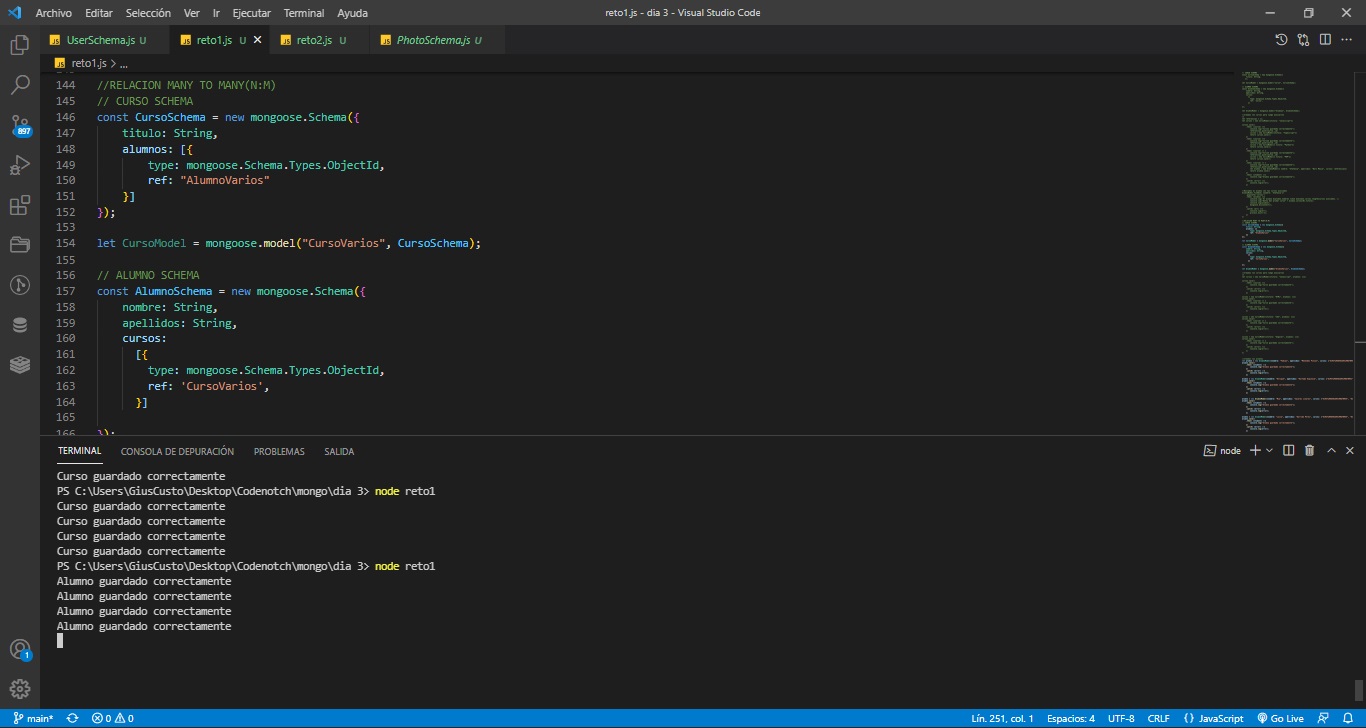 Archivo Editar Selección Ver Ir Ejecutar Terminal Ayuda reto1.js - dia 3 - Visual Studio Code
JS UserSchema.js U JS reto1.js U JS reto2.js U JS PhotoSchema.js U
JS reto1.js > ...
144 //RELACION MANY TO MANY(N:M)
145 // CURSO SCHEMA
146 const CursoSchema = new mongoose.Schema({
147 titulo: String,
148 alumnos: [{
149 type: mongoose.Schema.Types.ObjectId,
150 ref: "AlumnoVarios"
151 }]
152 });
153
154 let CursoModel = mongoose.model("CursoVarios", CursoSchema);
155
156 // ALUMNO SCHEMA
157 const AlumnoSchema = new mongoose.Schema({
158 nombre: String,
159 apellidos: String,
160 cursos:
161 [{
162 type: mongoose.Schema.Types.ObjectId,
163 ref: 'CursoVarios',
164 }]
165
166 });
897
TERMINAL CONSOLA DE DEPURACIÓN PROBLEMAS SALIDA node
Curso guardado correctamente
PS C:\Users\GiusCusto\Desktop\Codenotch\mongo\dia 3> node reto1
Curso guardado correctamente
Curso guardado correctamente
Curso guardado correctamente
Curso guardado correctamente
PS C:\Users\GiusCusto\Desktop\Codenotch\mongo\dia 3> node reto1
Alumno guardado correctamente
Alumno guardado correctamente
Alumno guardado correctamente
Alumno guardado correctamente
1
main* 0 0 Lín. 251, col. 1 Espacios: 4 UTF-8 CRLF {} JavaScript Go Live